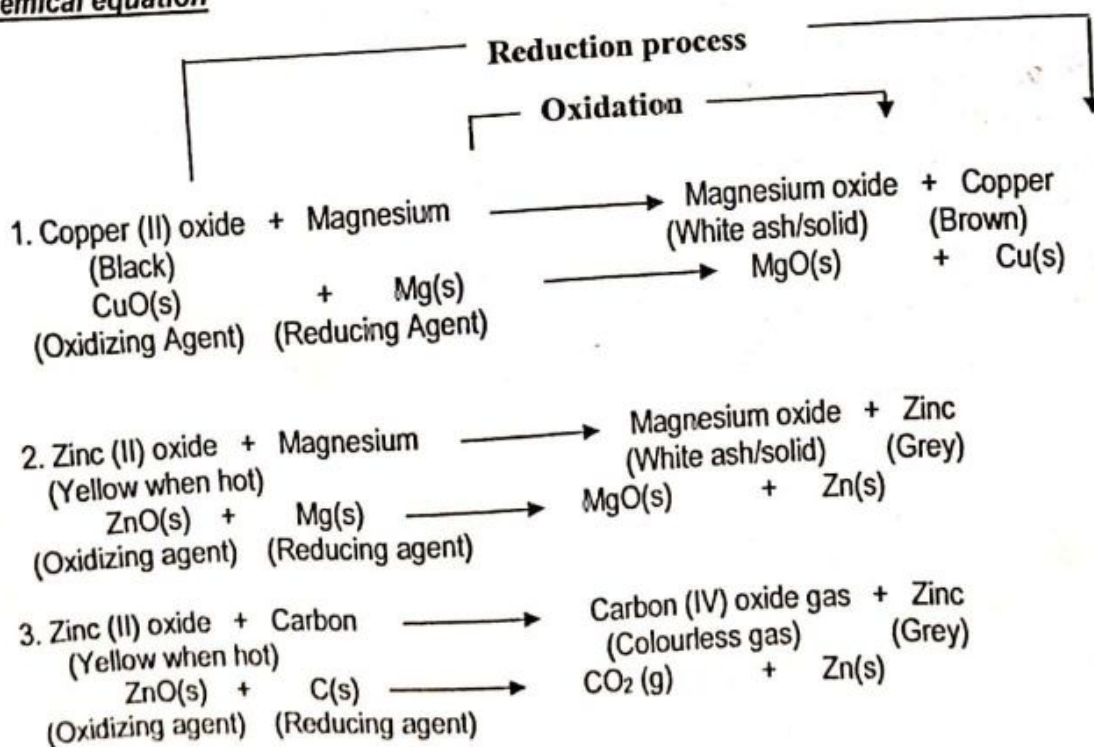 emical equation
Reduction process
Oxidation
1. Copper (II) oxide + Magnesium Magnesium oxide + Copper
(Black) (White ash/solid) (Brown)
CuO(s) + Mg(s) MgO(s) + Cu(s)
(Oxidizing Agent) (Reducing Agent)
2. Zinc (II) oxide + Magnesium Magnesium oxide + Zinc
(Yellow when hot) (White ash/solid) (Grey)
ZnO(s) + Mg(s) MgO(s) + Zn(s)
(Oxidizing agent) (Reducing agent)
3. Zinc (II) oxide + Carbon Carbon (IV) oxide gas + Zinc
(Yellow when hot) (Colourless gas) (Grey)
ZnO(s) + C(s) CO₂ (g) + Zn(s)
(Oxidizing agent) (Reducing agent)